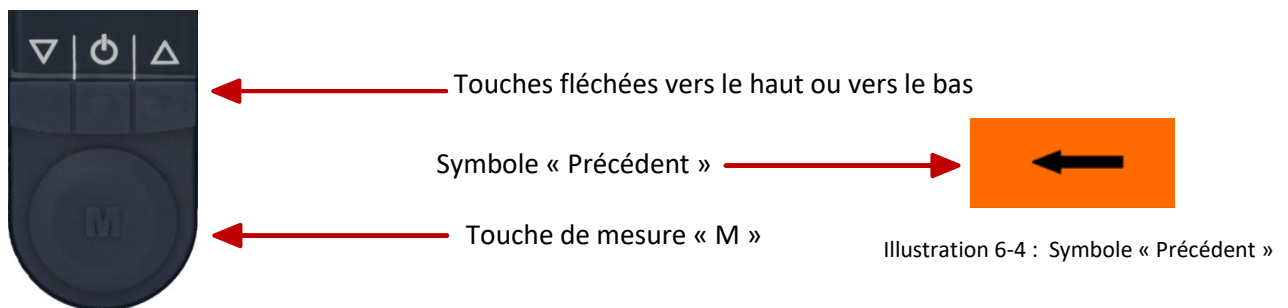 Touches fléchées vers le haut ou vers le bas
Symbole « Précédent »
M
Touche de mesure « M »
Illustration 6-4 : Symbole « Précédent »